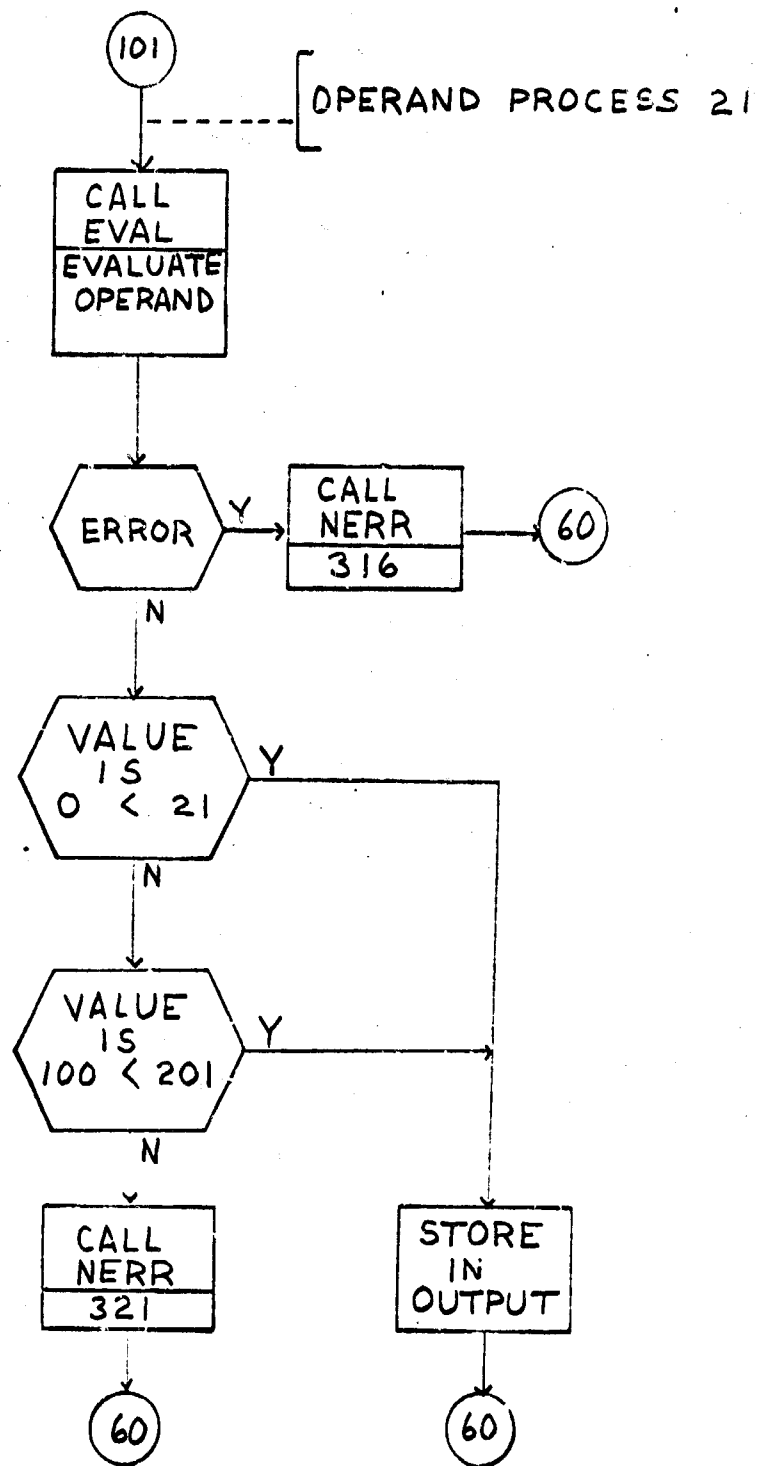 101
OPERAND PROCESS 21
CALL
EVAL
EVALUATE
OPERAND
ERROR
Y
CALL
NERR
316
60
N
VALUE
IS
0 < 21
Y
N
VALUE
IS
100 < 201
Y
N
CALL
NERR
321
STORE
IN
OUTPUT
60
60